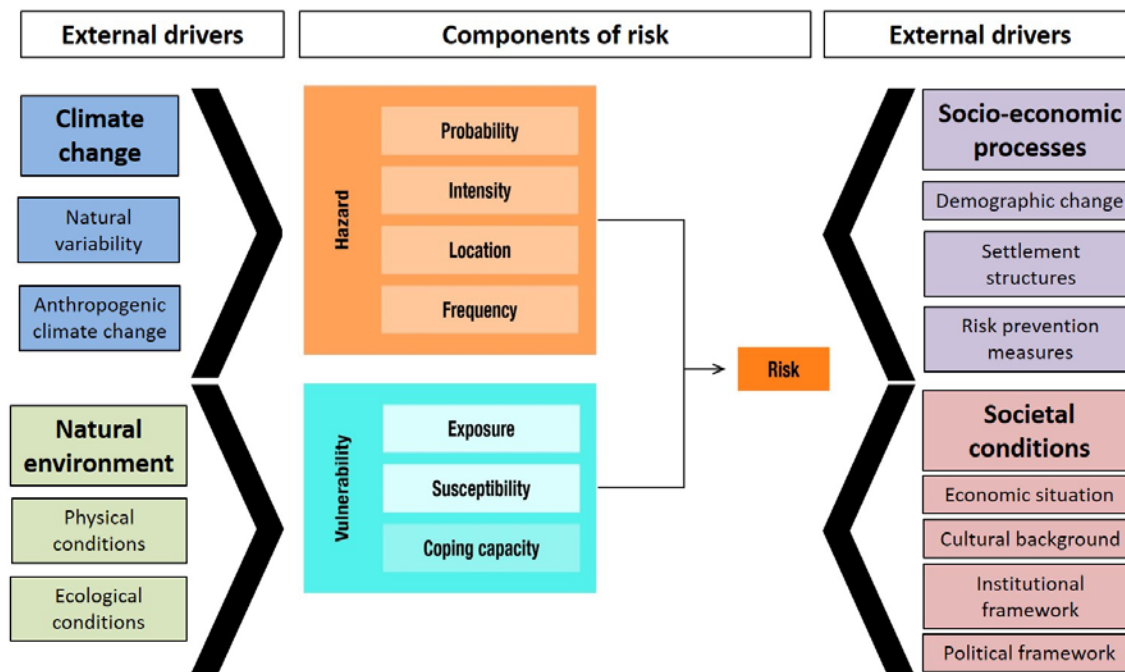 External drivers
Components of risk
External drivers
Climate
change
Natural
variability
Anthropogenic
climate change
Natural
environment
Physical
conditions
Ecological
conditions
Hazard
Probability
Intensity
Location
Frequency
Vulnerability
Exposure
Susceptibility
Coping capacity
Risk
Socio-economic
processes
Demographic change
Settlement
structures
Risk prevention
measures
Societal
conditions
Economic situation
Cultural background
Institutional
framework
Political framework